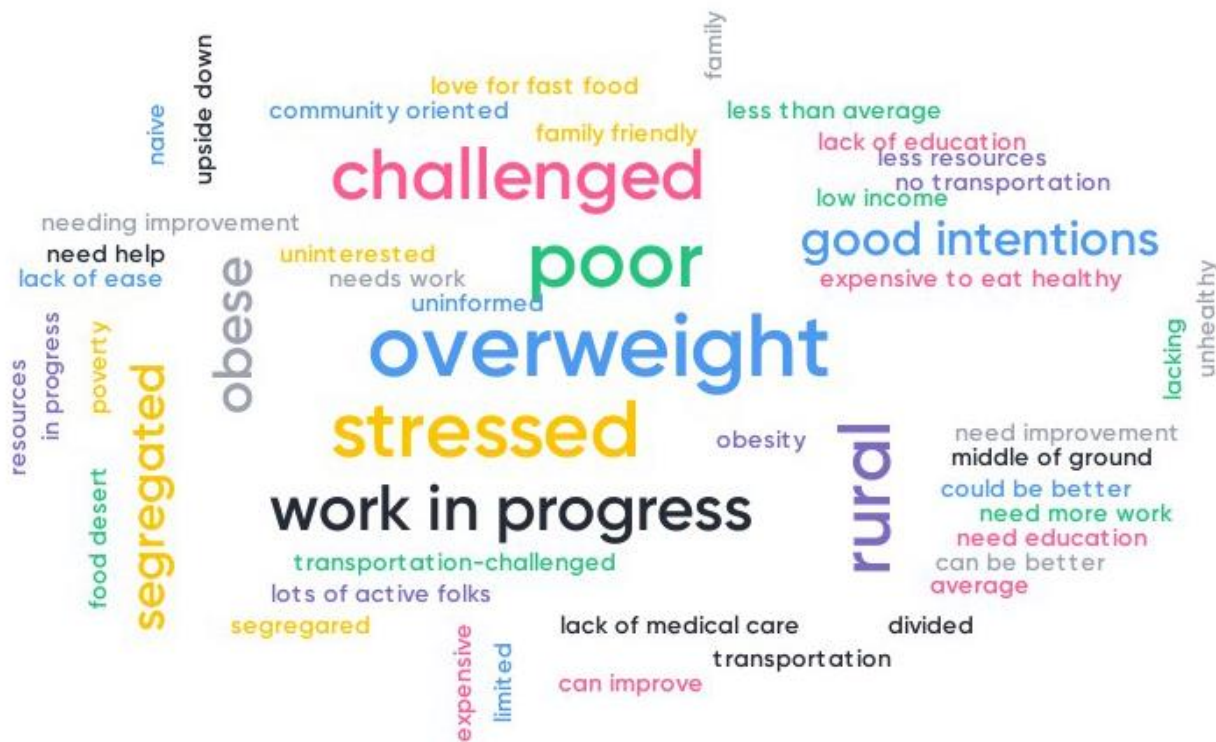 family
love for fast food
community oriented
less than average
naive
upside down
family friendly
lack of education
challenged
less resources
no transportation
low income
needing improvement
good intentions
need help
uninterested
poor
lack of ease
needs work
expensive to eat healthy
obese
uninformed
unhealthy
overweight
in progress
poverty
lacking
resources
segregated
stressed
obesity
rural
need improvement
middle of ground
food desert
work in progress
could be better
need more work
need education
transportation-challenged
can be better
lots of active folks
average
segregared
lack of medical care
divided
expensive
limited
transportation
can improve